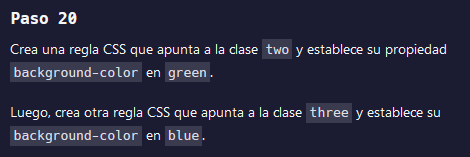 Paso 20
Crea una regla CSS que apunta a la clase two y establece su propiedad
background-color en green.
Luego, crea otra regla CSS que apunta a la clase three y establece su
background-color en blue.